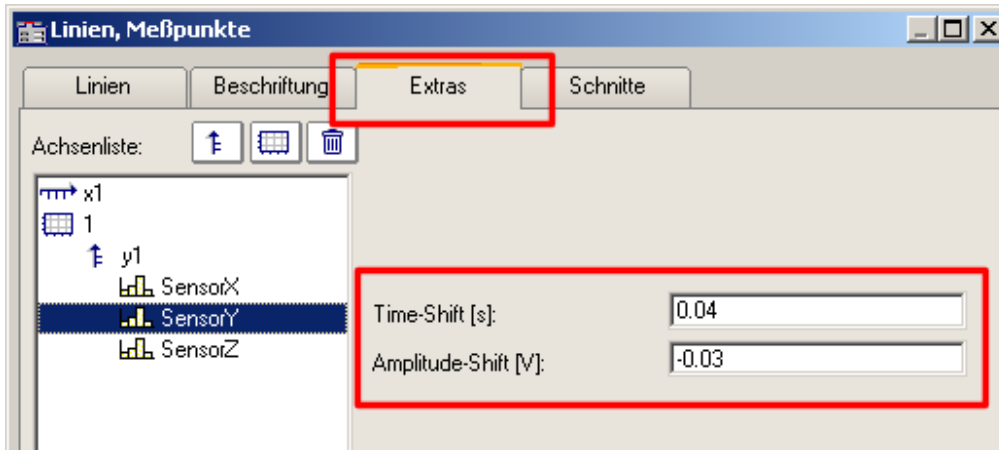 Linien, Meßpunkte
Linien Beschriftung Extras Schnitte
Achsenliste:
x1
1
y1
SensorX
SensorY
SensorZ
Time-Shift [s]: 0.04
Amplitude-Shift [V]: -0.03